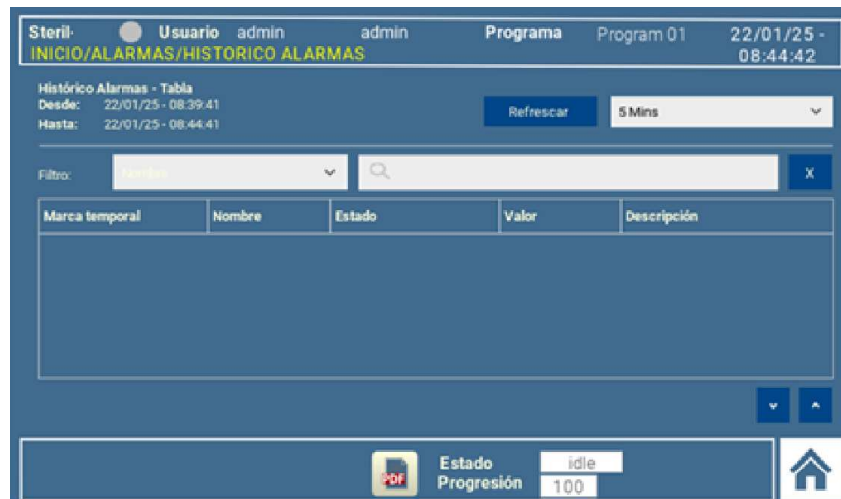 Steril· Usuario admin admin Programa Program 01 22/01/25 -
INICIO/ALARMAS/HISTORICO ALARMAS 08:44:42
Histórico Alarmas - Tabla
Desde: 22/01/25 - 08:39:41
Hasta: 22/01/25 - 08:44:41
Refrescar 5 Mins
Filtro: Nombre X
Marca temporal Nombre Estado Valor Descripción
PDF
Estado idle
Progresión 100